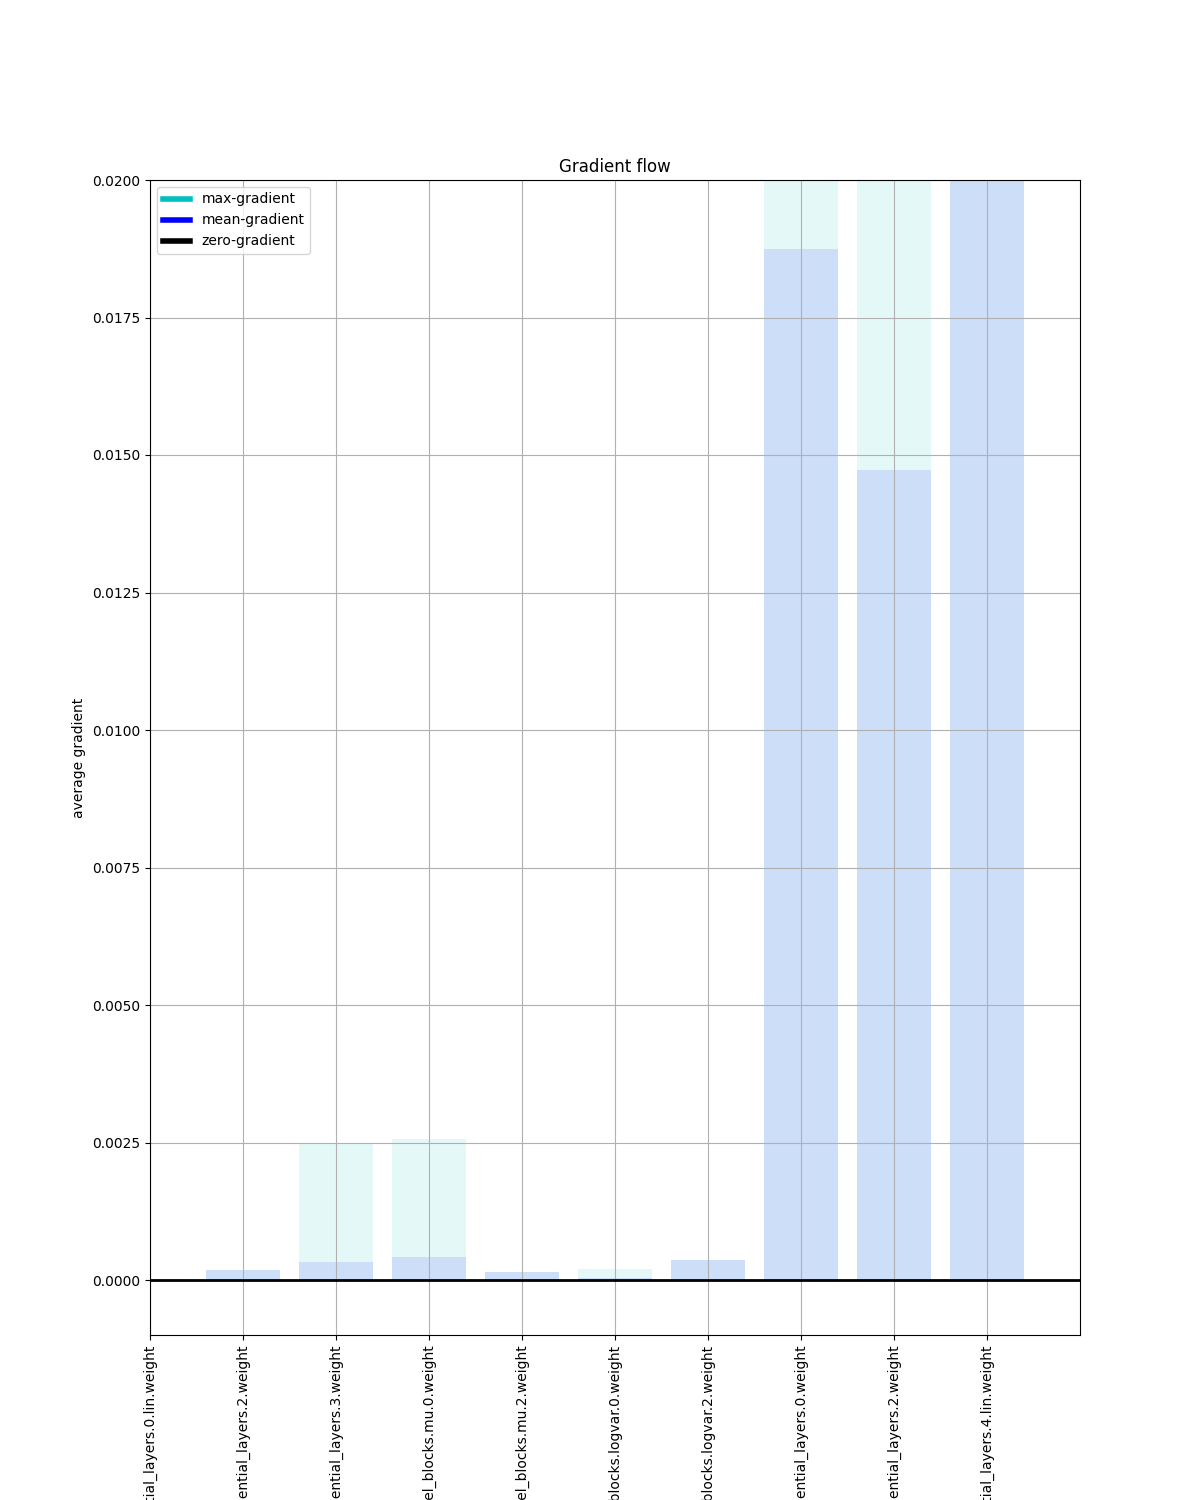 Gradient flow
max-gradient
mean-gradient
zero-gradient
0.0200
0.0175
0.0150
0.0125
0.0100
0.0075
0.0050
0.0025
0.0000
average gradient
tial_layers.0.lin.weight
ential_layers.2.weight
ential_layers.3.weight
el_blocks.mu.0.weight
el_blocks.mu.2.weight
blocks.logvar.0.weight
blocks.logvar.2.weight
ential_layers.0.weight
ential_layers.2.weight
tial_layers.4.lin.weight